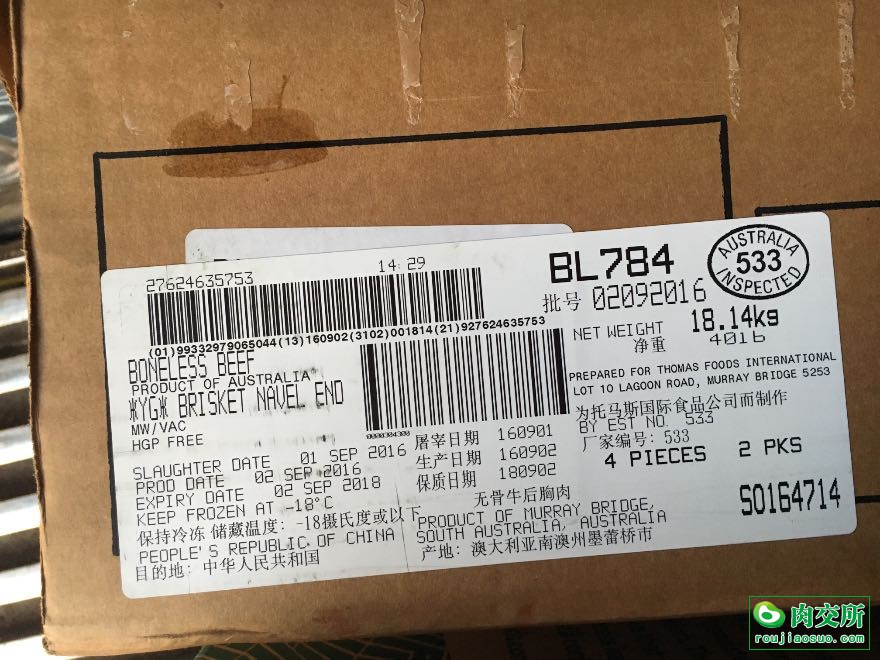 27624635753
14:29
BL784
AUSTRALIA
533
INSPECTED
批号 02092016
(01)99332979065044(13)160902(3102)001814(21)927624635753
NET WEIGHT 18.14kg
净重 4016
BONELESS BEEF
PRODUCT OF AUSTRALIA
*YG* BRISKET NAVEL END
MW/VAC
HGP FREE
PREPARED FOR THOMAS FOODS INTERNATIONAL
LOT 10 LAGOON ROAD, MURRAY BRIDGE 5253
为托马斯国际食品公司而制作
BY EST NO. 533
厂家编号: 533
4 PIECES 2 PKS
SLAUGHTER DATE 01 SEP 2016 屠宰日期 160901
PROD DATE 02 SEP 2016 生产日期 160902
EXPIRY DATE 02 SEP 2018 保质日期 180902
KEEP FROZEN AT -18°C
保持冷冻 储藏温度: -18摄氏度或以下
无骨牛后胸肉
S0164714
PEOPLE'S REPUBLIC OF CHINA
目的地: 中华人民共和国
PRODUCT OF MURRAY BRIDGE,
SOUTH AUSTRALIA, AUSTRALIA
产地: 澳大利亚南澳州墨蕾桥市
肉交所
roujiaosuo.com